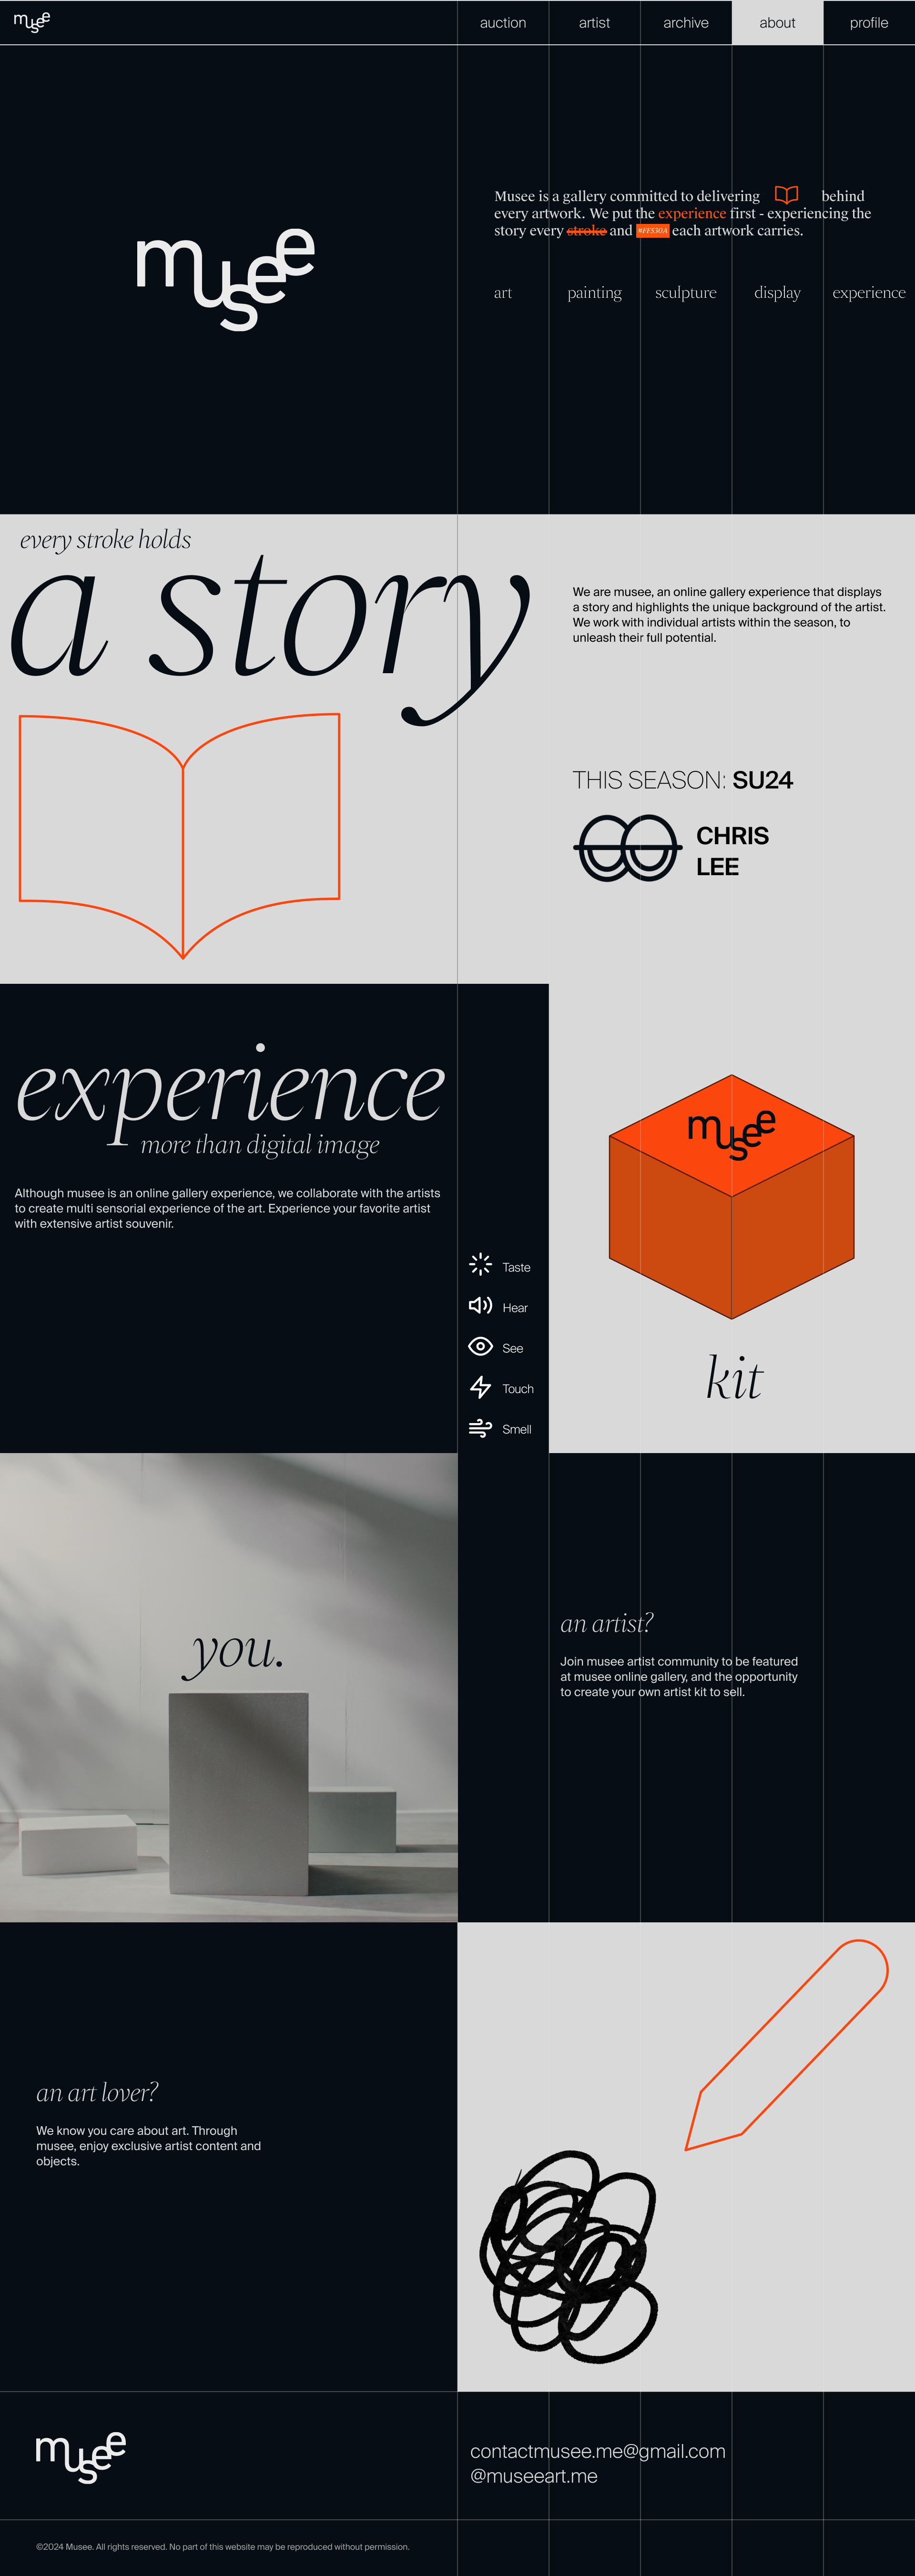 musee
auction
artist
archive
about
profile
musee
Musee is a gallery committed to delivering behind
every artwork. We put the experience first - experiencing the
story every stroke and #FF530A each artwork carries.
art
painting
sculpture
display
experience
every stroke holds
a story
We are musee, an online gallery experience that displays
a story and highlights the unique background of the artist.
We work with individual artists within the season, to
unleash their full potential.
THIS SEASON: SU24
CHRIS
LEE
experience
more than digital image
Although musee is an online gallery experience, we collaborate with the artists
to create multi sensorial experience of the art. Experience your favorite artist
with extensive artist souvenir.
Taste
Hear
See
Touch
Smell
musee
kit
you.
an artist?
Join musee artist community to be featured
at musee online gallery, and the opportunity
to create your own artist kit to sell.
an art lover?
We know you care about art. Through
musee, enjoy exclusive artist content and
objects.
musee
contactmusee.me@gmail.com
@museeart.me
©2024 Musee. All rights reserved. No part of this website may be reproduced without permission.